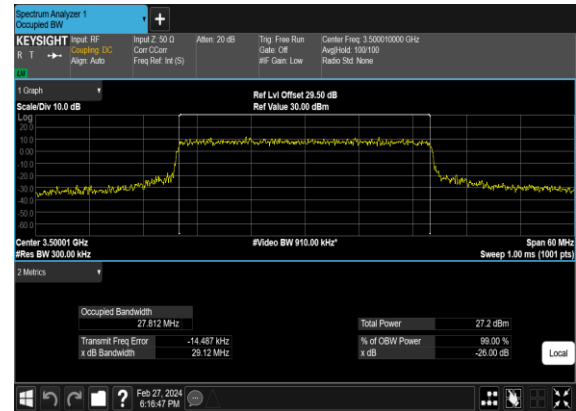 Spectrum Analyzer 1
Occupied BW
+
KEYSIGHT Input: RF Input Z: 50 Ω Atten: 20 dB Trig: Free Run Center Freq: 3.500010000 GHz
R T Coupling: DC Corr CCorr Gate: Off Avg|Hold: 100/100
Align: Auto Freq Ref: Int (S) #IF Gain: Low Radio Std: None
1 Graph
Ref Lvl Offset 29.50 dB
Scale/Div 10.0 dB Ref Value 30.00 dBm
Log
20.0
10.0
0.00
-10.0
-20.0
-30.0
-40.0
-50.0
-60.0
Center 3.50001 GHz #Video BW 910.00 kHz* Span 60 MHz
#Res BW 300.00 kHz Sweep 1.00 ms (1001 pts)
2 Metrics
Occupied Bandwidth
27.812 MHz Total Power 27.2 dBm
Transmit Freq Error -14.487 kHz % of OBW Power 99.00 %
x dB Bandwidth 29.12 MHz x dB -26.00 dB
Local
? Feb 27, 2024
6:16:47 PM